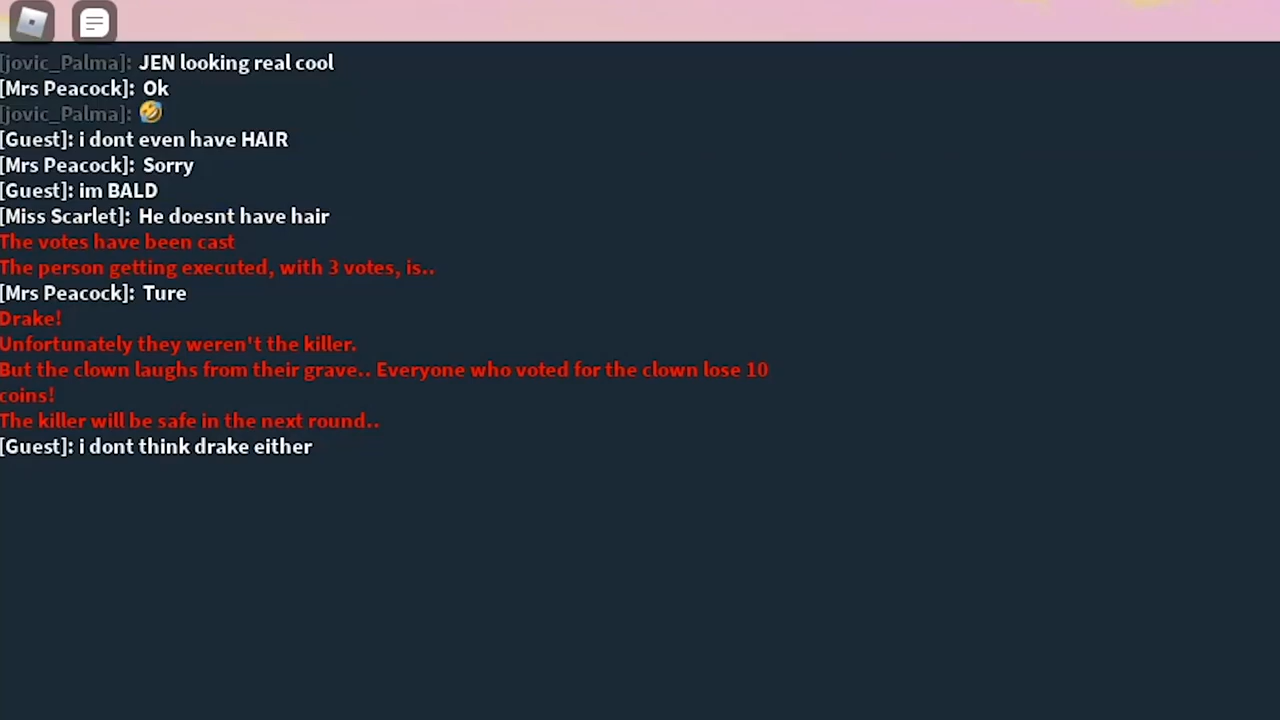 [jovic_Palma]: JEN looking real cool
[Mrs Peacock]: Ok
[jovic_Palma]: 🤣
[Guest]: i dont even have HAIR
[Mrs Peacock]: Sorry
[Guest]: im BALD
[Miss Scarlet]: He doesnt have hair
The votes have been cast
The person getting executed, with 3 votes, is..
[Mrs Peacock]: Ture
Drake!
Unfortunately they weren't the killer.
But the clown laughs from their grave.. Everyone who voted for the clown lose 10
coins!
The killer will be safe in the next round..
[Guest]: i dont think drake either